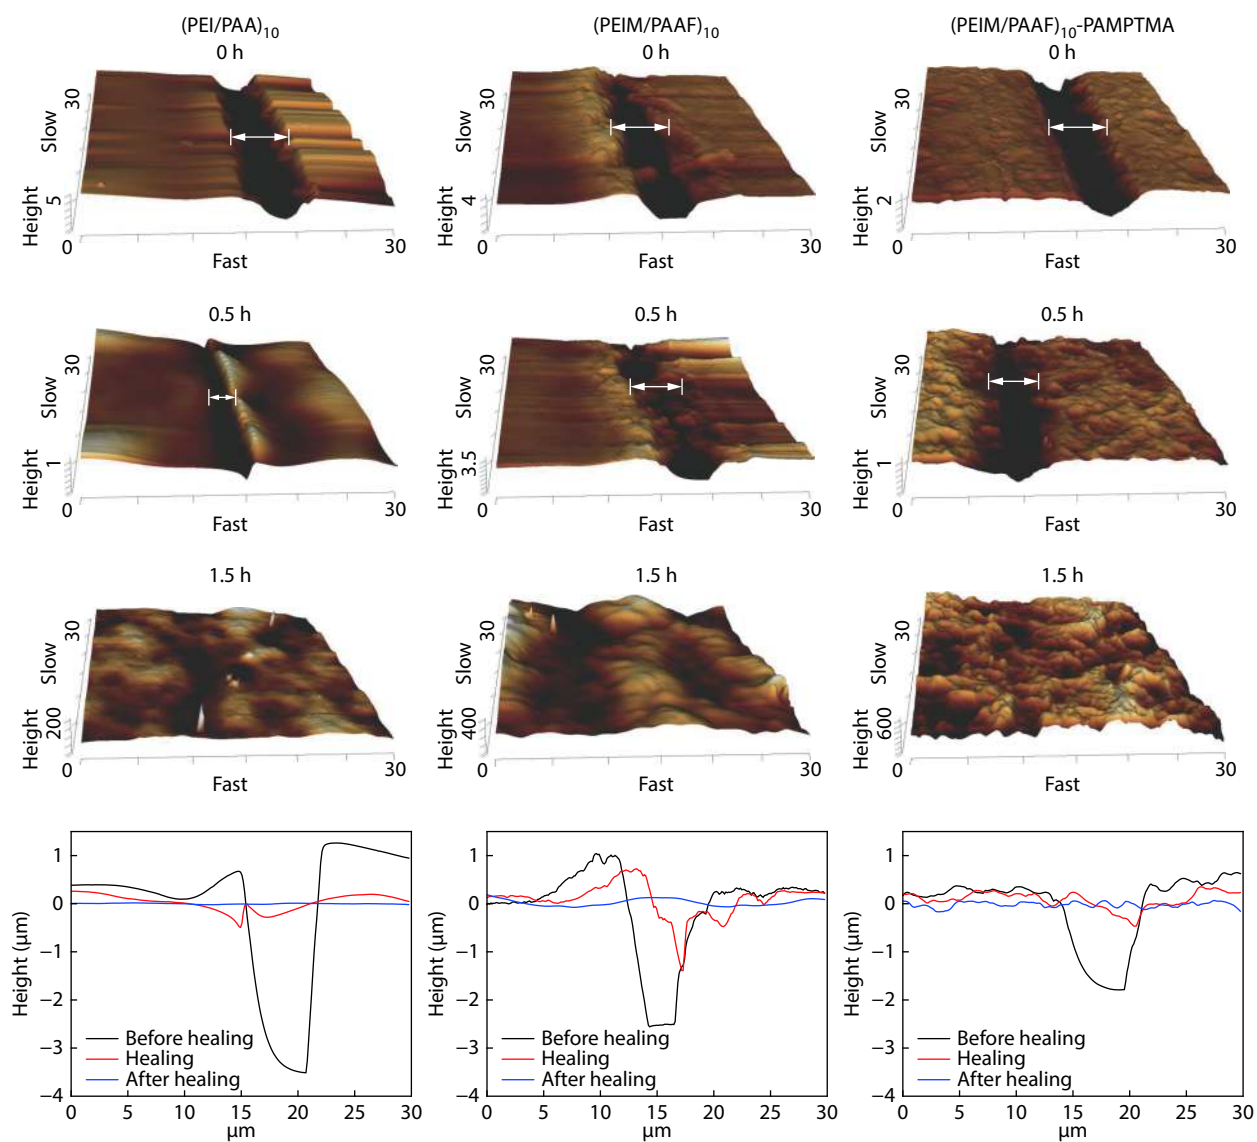 (PEI/PAA)10
0 h
(PEIM/PAAF)10
0 h
(PEIM/PAAF)10-PAMPTMA
0 h
Height Slow
5 30
0 30
Fast
Height Slow
4 30
0 30
Fast
Height Slow
2 30
0 30
Fast
0.5 h
0.5 h
0.5 h
Height Slow
1 30
0 30
Fast
Height Slow
3.5 30
0 30
Fast
Height Slow
1 30
0 30
Fast
1.5 h
1.5 h
1.5 h
Height Slow
200 30
0 30
Fast
Height Slow
400 30
0 30
Fast
Height Slow
600 30
0 30
Fast
Height (μm)
1
0
−1
−2
−3
−4
Before healing
Healing
After healing
0 5 10 15 20 25 30
μm
Height (μm)
1
0
−1
−2
−3
−4
Before healing
Healing
After healing
0 5 10 15 20 25 30
μm
Height (μm)
1
0
−1
−2
−3
−4
Before healing
Healing
After healing
0 5 10 15 20 25 30
μm